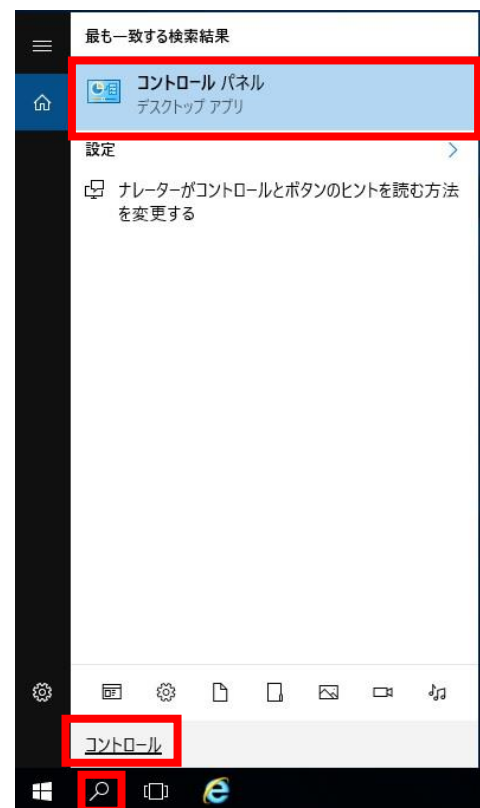 最も一致する検索結果
コントロール パネル
デスクトップ アプリ
設定
ナレーターがコントロールとボタンのヒントを読む方法
を変更する
コントロール